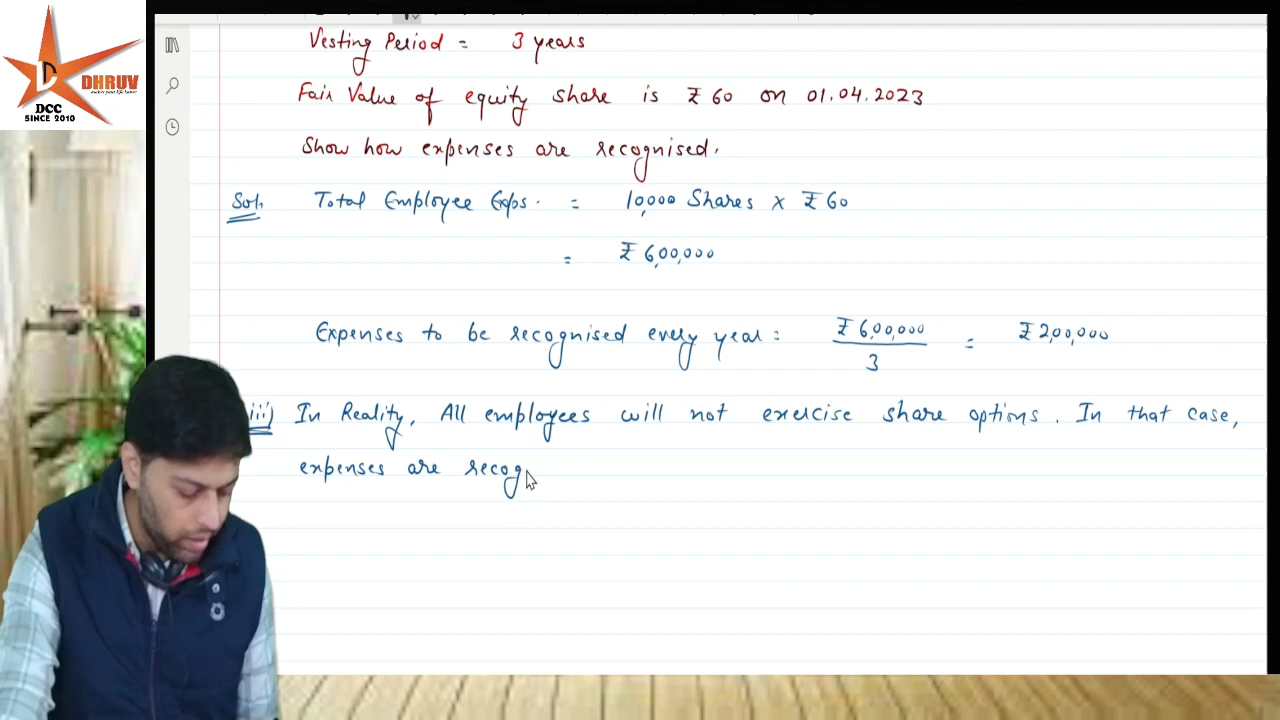 DHRUV
DCC
SINCE 2010
Vesting Period = 3 years
Fair Value of equity share is ₹ 60 on 01.04.2023
Show how expenses are recognised.
Sol. Total Employee Exps. = 10,000 Shares x ₹ 60
= ₹ 6,00,000
Expenses to be recognised every year = ₹ 6,00,000 / 3 = ₹ 2,00,000
iii) In Reality, All employees will not exercise share options. In that case,
expenses are recog